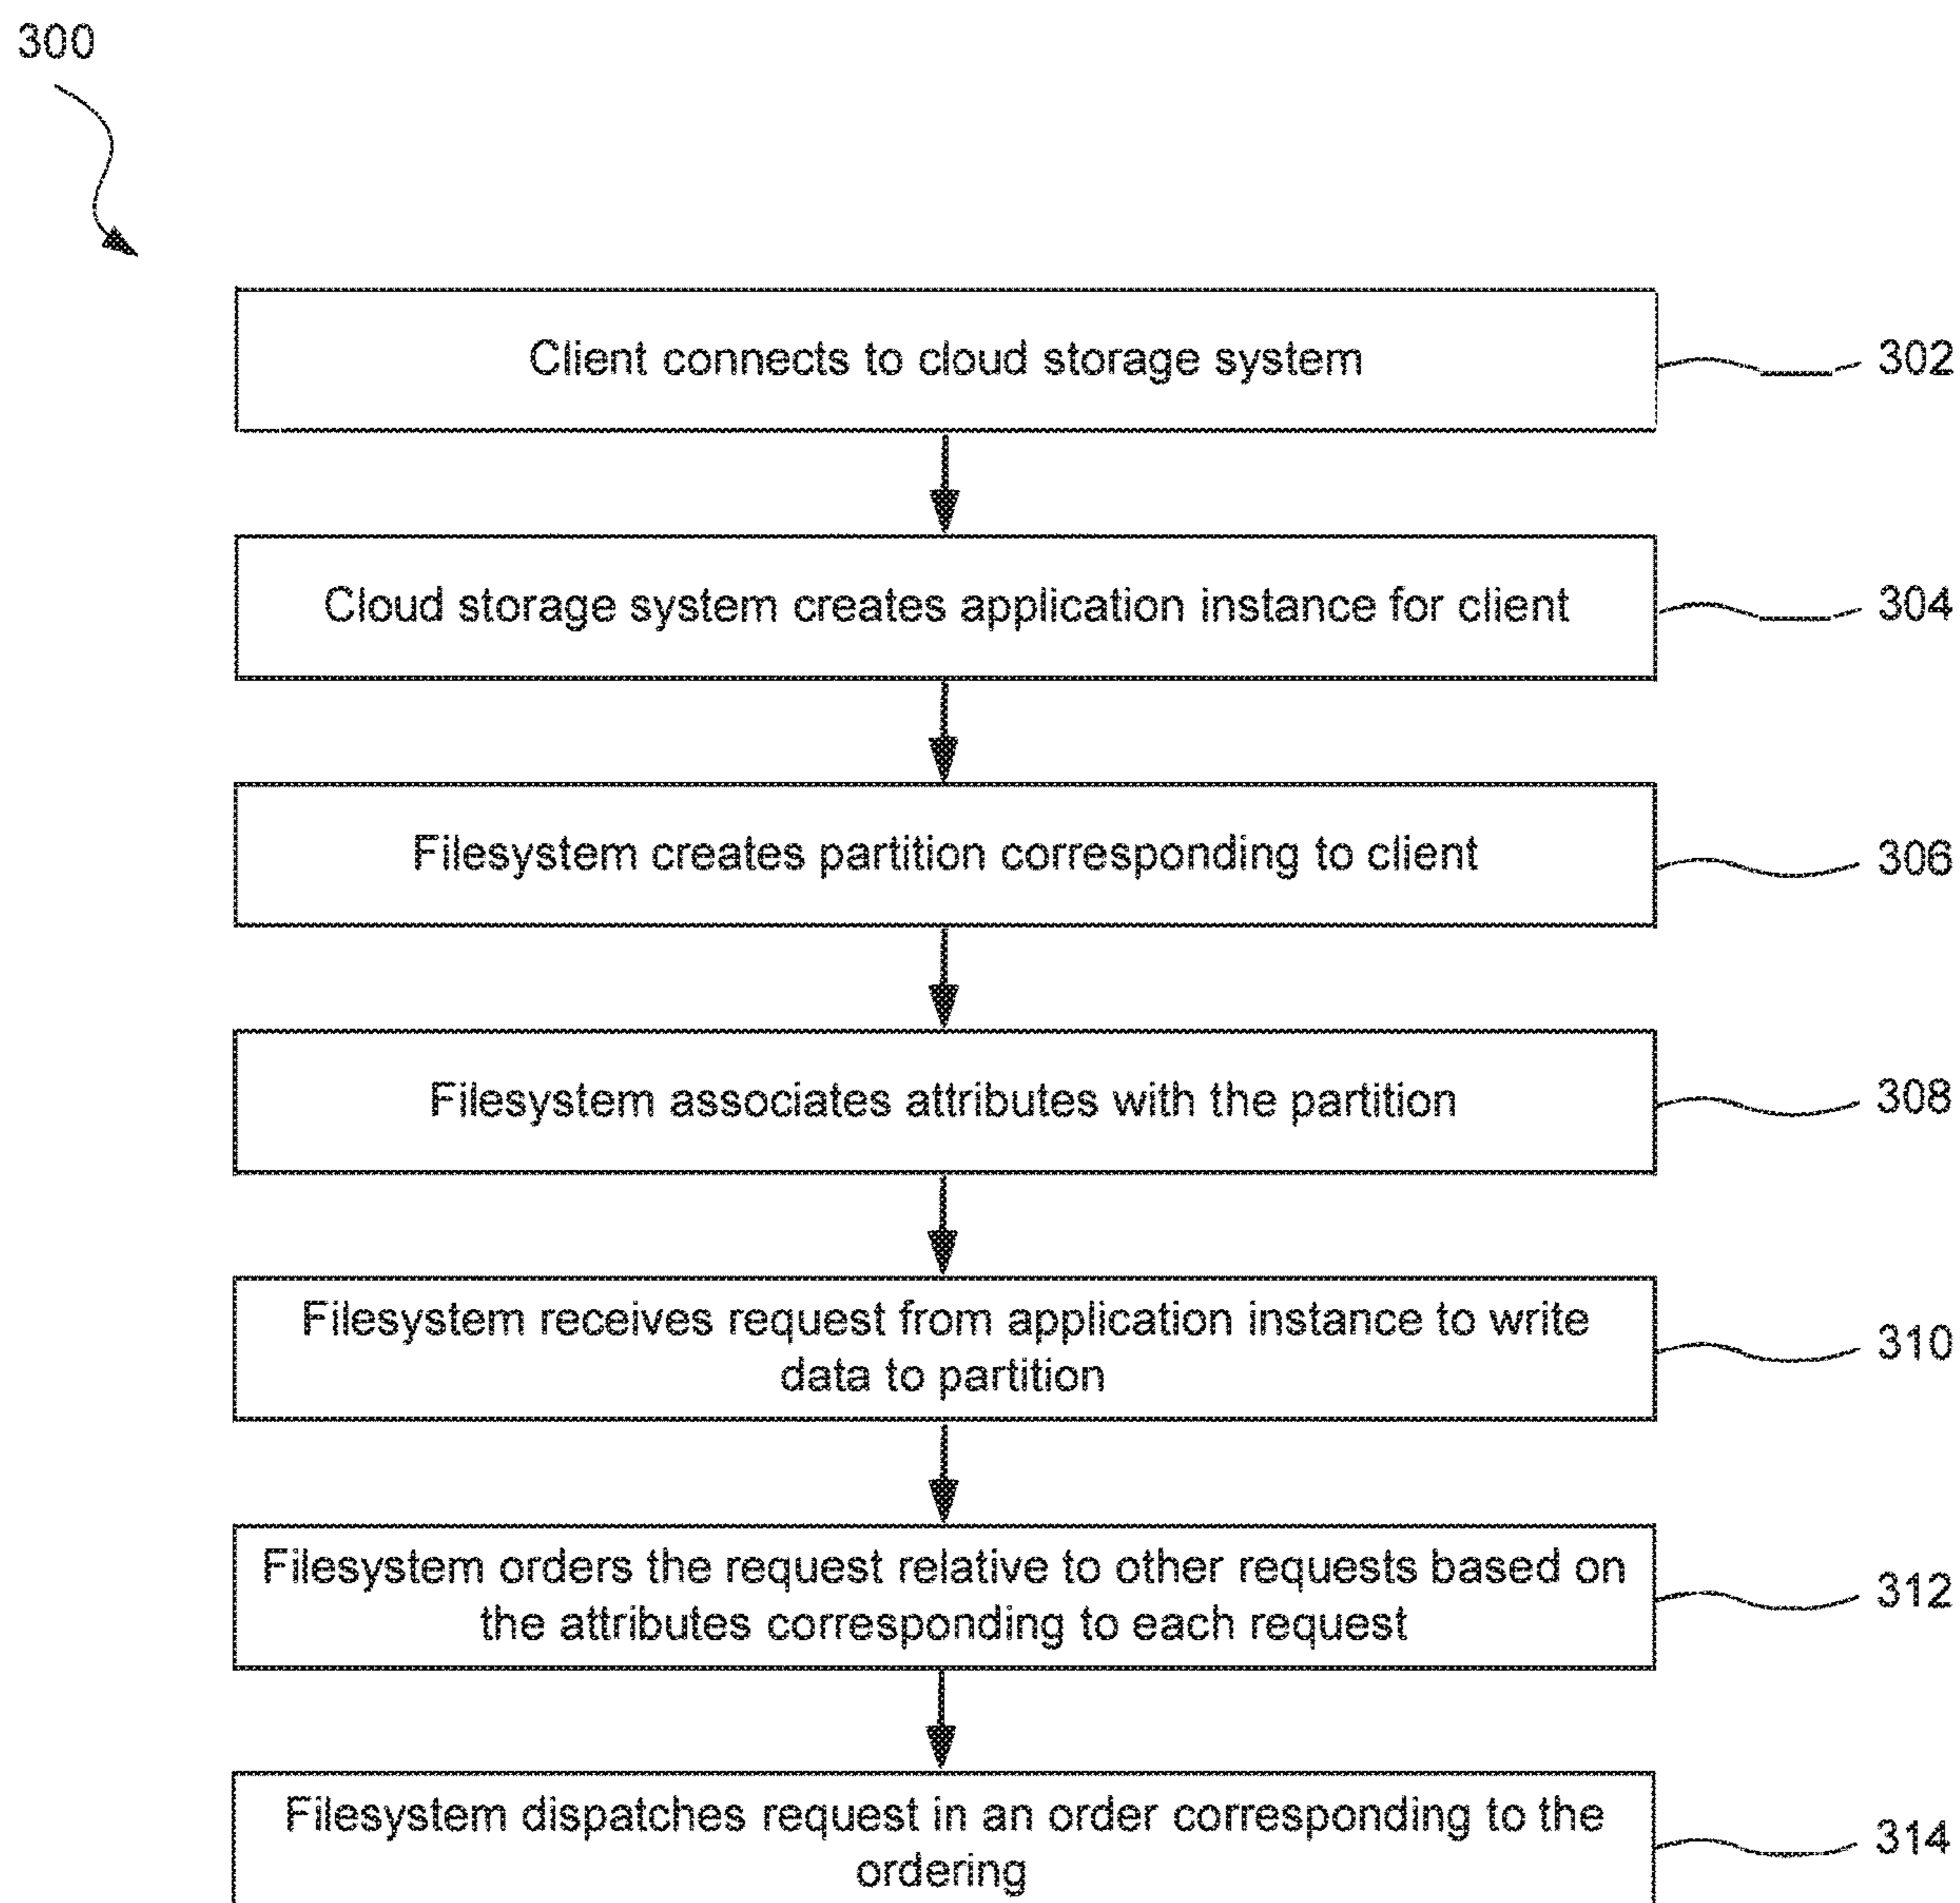 300
Client connects to cloud storage system
302
Cloud storage system creates application instance for client
304
Filesystem creates partition corresponding to client
306
Filesystem associates attributes with the partition
308
Filesystem receives request from application instance to write
data to partition
310
Filesystem orders the request relative to other requests based on
the attributes corresponding to each request
312
Filesystem dispatches request in an order corresponding to the
ordering
314